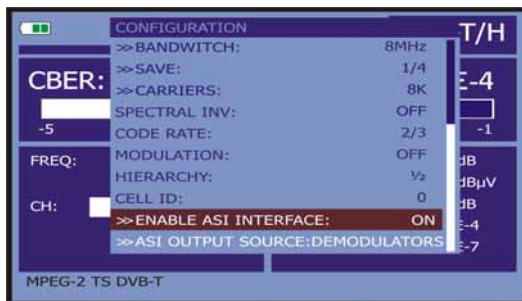 CONFIGURATION
T/H
>>BANDWITCH: 8MHz
>>SAVE: 1/4
CBER: E-4
>>CARRIERS: 8K
SPECTRAL INV: OFF
-5 CODE RATE: 2/3 -1
FREQ: MODULATION: OFF dB
HIERARCHY: ½ dBµV
CH: CELL ID: 0 dB
>>ENABLE ASI INTERFACE: ON E-4
>>ASI OUTPUT SOURCE:DEMODULATORS E-7
MPEG-2 TS DVB-T